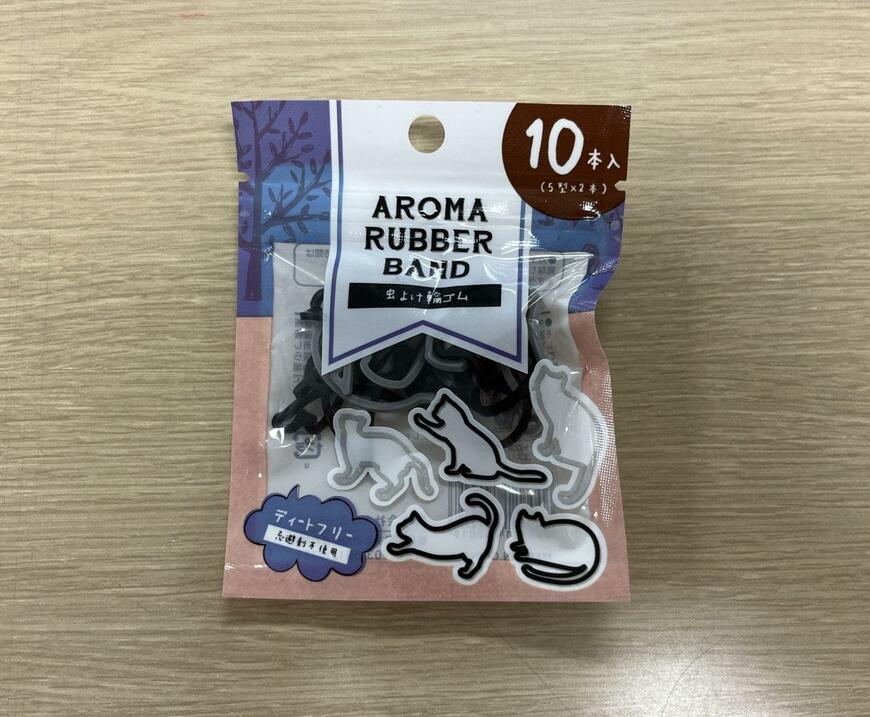 10本入
(5型×2本)
AROMA
RUBBER
BAND
虫よけ輪ゴム
ディートフリー
忌避剤不使用